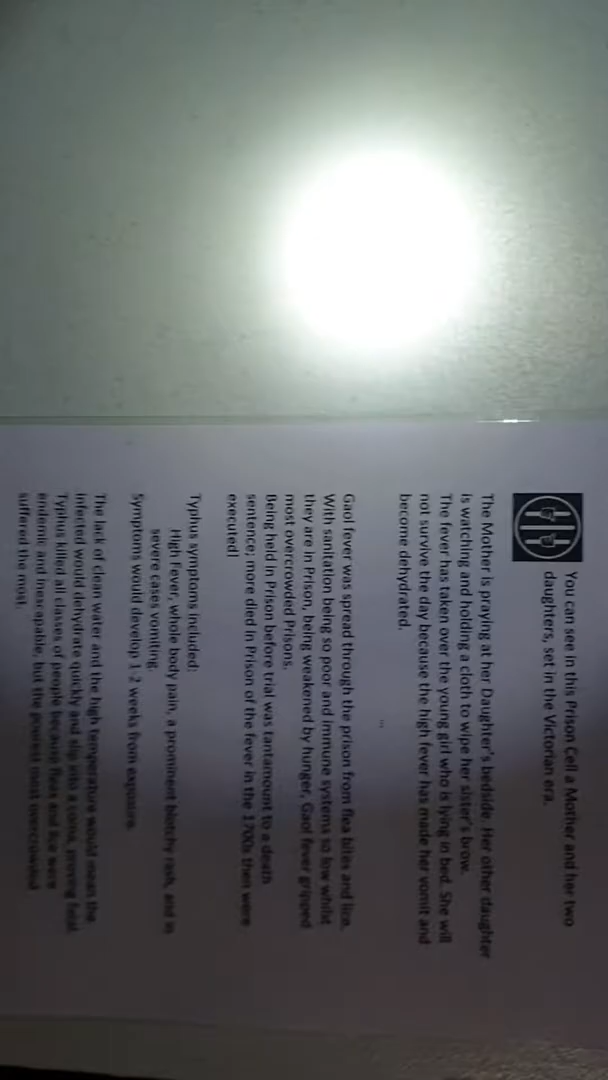 You can see in this Prison Cell a Mother and her two
daughters, set in the Victorian era.
The Mother is praying at her Daughter's bedside. Her other daughter
is watching and holding a cloth to wipe her sister's brow.
The fever has taken over the young girl who is lying in bed. She will
not survive the day because the high fever has made her vomit and
become dehydrated.
Gaol fever was spread through the prison from flea bites and lice.
With sanitation being so poor and immune systems so low whilst
they are in Prison, being weakened by hunger, Gaol fever gripped
most overcrowded Prisons.
Being held in Prison before trial was tantamount to a death
sentence; more died in Prison of the fever in the 1700s then were
executed!
Typhus symptoms included:
High Fever, whole body pain, a prominent blotchy rash, and in
severe cases vomiting.
Symptoms would develop 1-2 weeks from exposure.
The lack of clean water and the high temperature would mean the
infected would dehydrate quickly and slip into a coma, proving fatal.
Typhus killed all classes of people because fleas and lice were
endemic and inescapable, but the poorest most overcrowded
suffered the most.